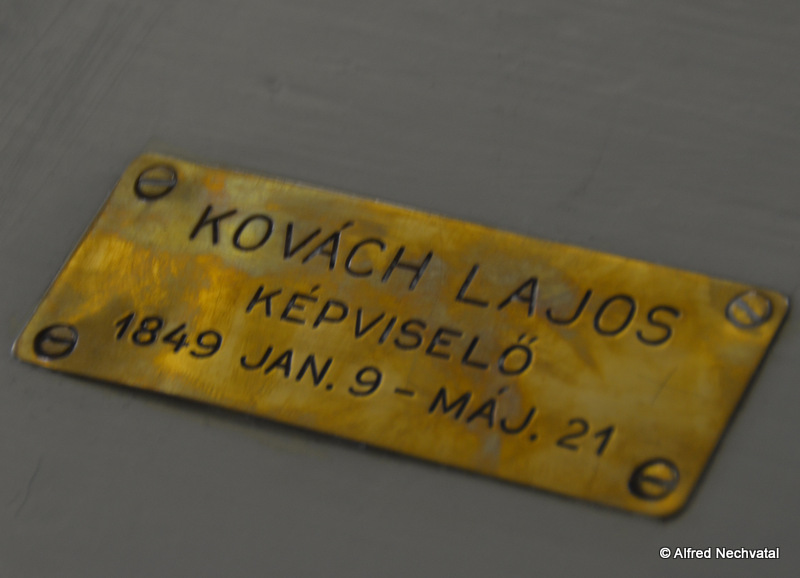 KOVÁCH LAJOS
KÉPVISELŐ
1849 JAN. 9 - MÁJ. 21
© Alfred Nechvatal